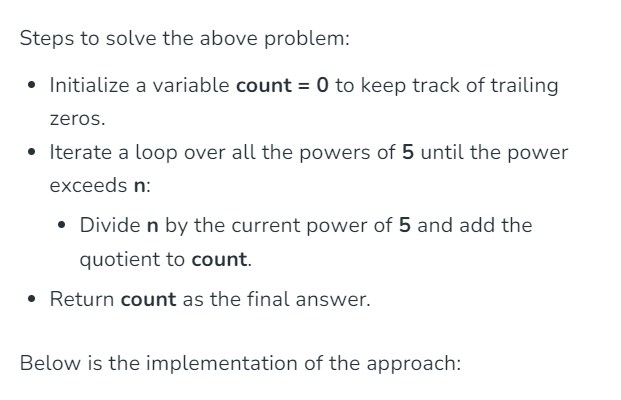 Steps to solve the above problem:
• Initialize a variable count = 0 to keep track of trailing
zeros.
• Iterate a loop over all the powers of 5 until the power
exceeds n:
• Divide n by the current power of 5 and add the
quotient to count.
• Return count as the final answer.
Below is the implementation of the approach: